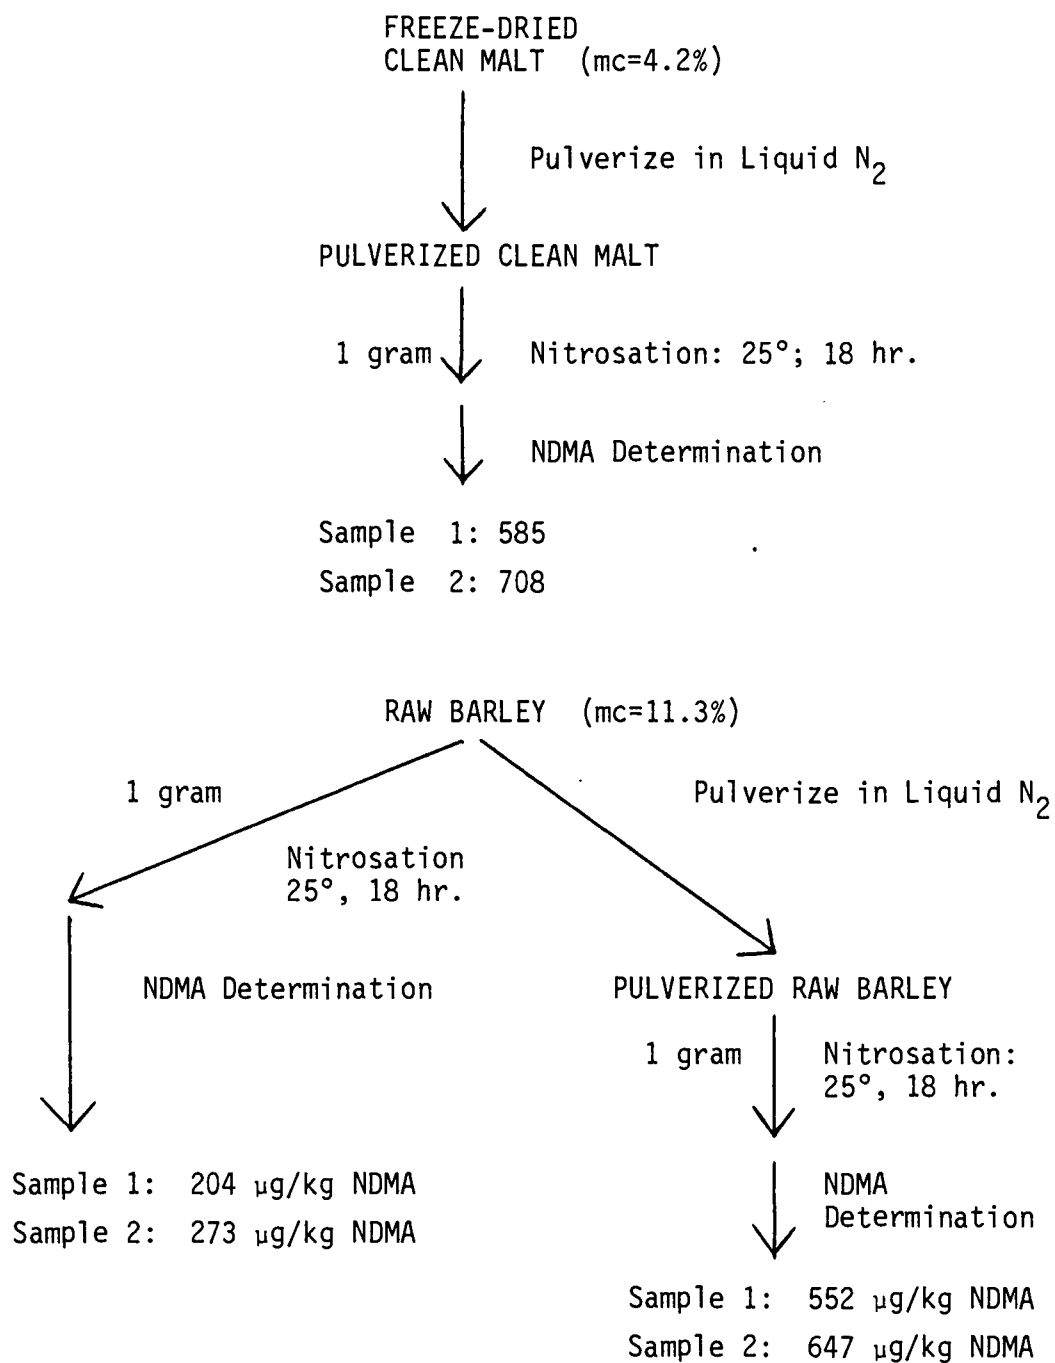 FREEZE-DRIED
CLEAN MALT (mc=4.2%)
Pulverize in Liquid N2
PULVERIZED CLEAN MALT
1 gram Nitrosation: 25°; 18 hr.
NDMA Determination
Sample 1: 585
Sample 2: 708
RAW BARLEY (mc=11.3%)
1 gram Pulverize in Liquid N2
Nitrosation
25°, 18 hr.
NDMA Determination PULVERIZED RAW BARLEY
1 gram Nitrosation:
25°, 18 hr.
Sample 1: 204 µg/kg NDMA
Sample 2: 273 µg/kg NDMA
NDMA
Determination
Sample 1: 552 µg/kg NDMA
Sample 2: 647 µg/kg NDMA